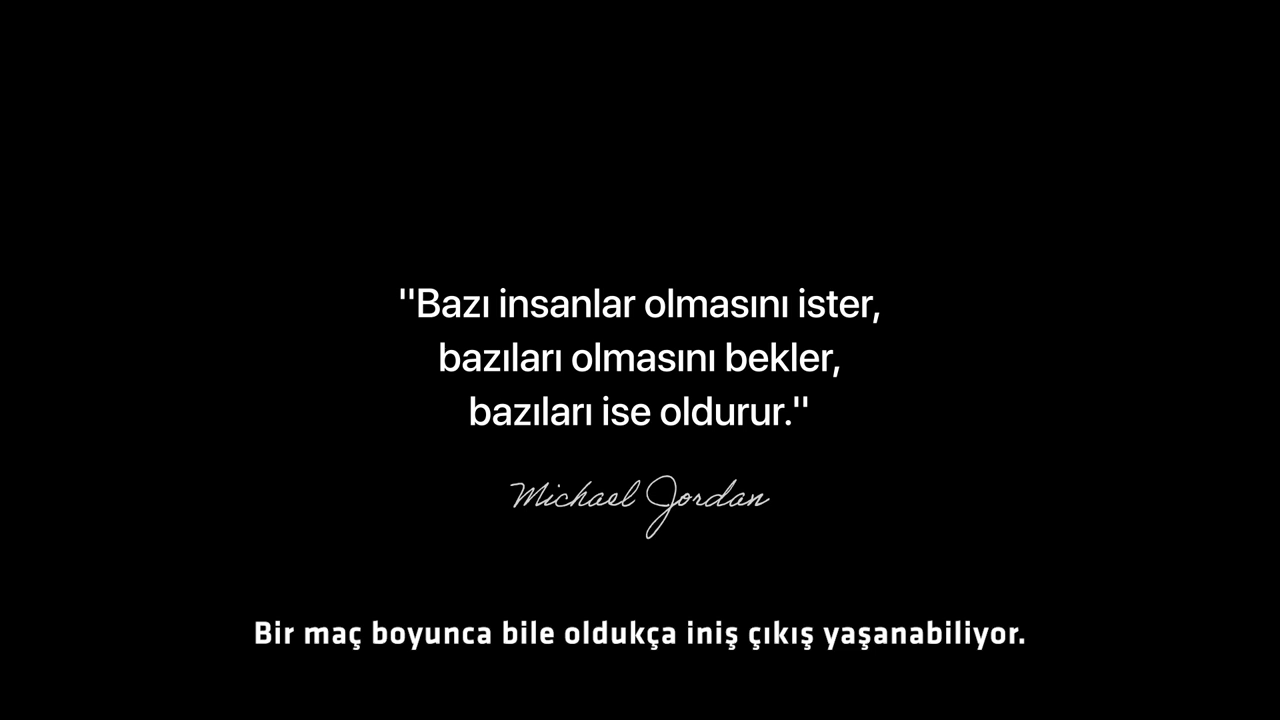 "Bazı insanlar olmasını ister,
bazıları olmasını bekler,
bazıları ise oldurur."
Michael Jordan
Bir maç boyunca bile oldukça iniş çıkış yaşanabiliyor.